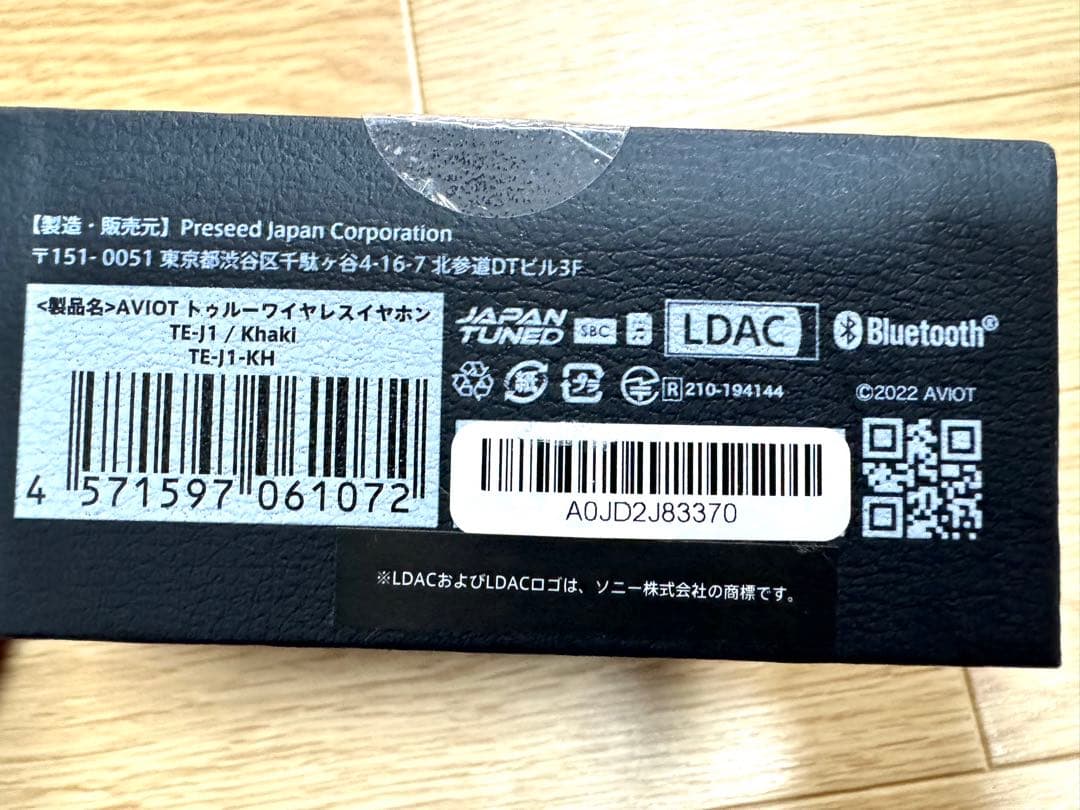 【製造・販売元】Preseed Japan Corporation
〒151-0051 東京都渋谷区千駄ヶ谷4-16-7 北参道DTビル3F
<製品名>AVIOT トゥルーワイヤレスイヤホン
TE-J1 / Khaki
TE-J1-KH
4 571597 061072
JAPAN
TUNED
SBC
LDAC
Bluetooth®
紙
プラ
R 210-194144
©2022 AVIOT
A0JD2J83370
※LDACおよびLDACロゴは、ソニー株式会社の商標です。